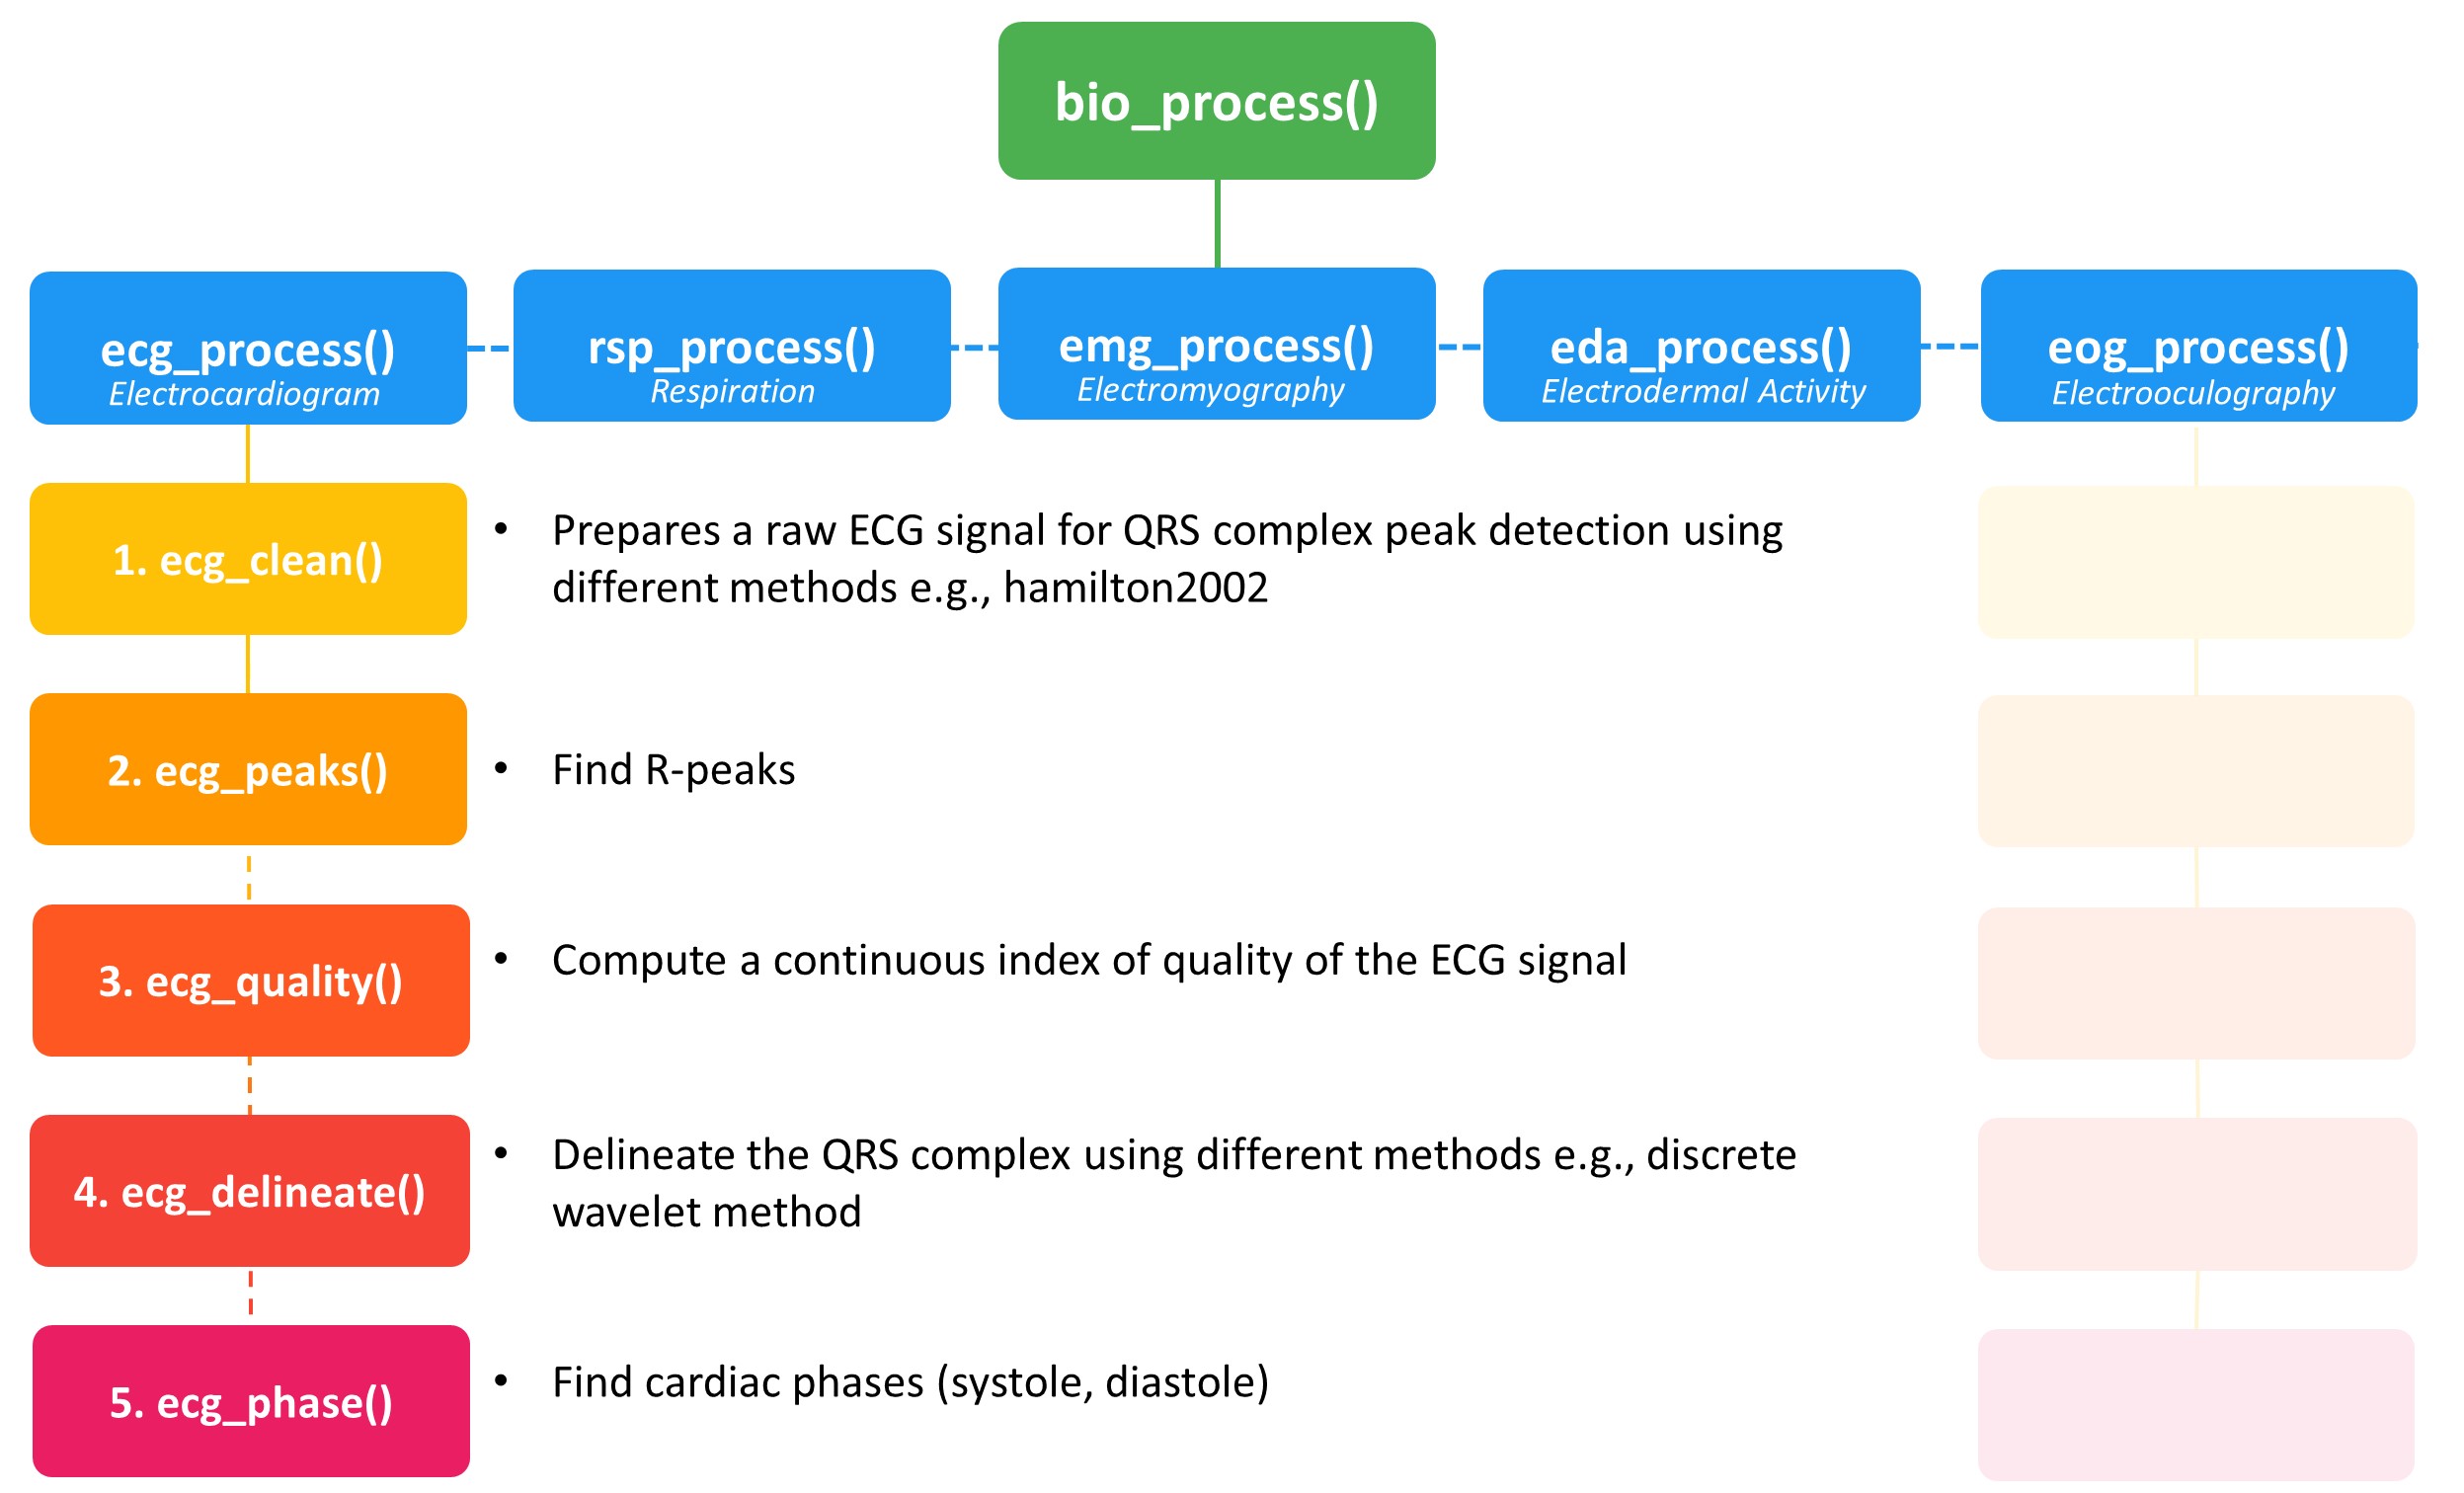 bio_process()
ecg_process()
Electrocardiogram
rsp_process()
Respiration
emg_process()
Electromyography
eda_process()
Electrodermal Activity
eog_process()
Electrooculography
1. ecg_clean()
• Prepares a raw ECG signal for QRS complex peak detection using
different methods e.g., hamilton2002
2. ecg_peaks()
• Find R-peaks
3. ecg_quality()
• Compute a continuous index of quality of the ECG signal
4. ecg_delineate()
• Delineate the QRS complex using different methods e.g., discrete
wavelet method
5. ecg_phase()
• Find cardiac phases (systole, diastole)